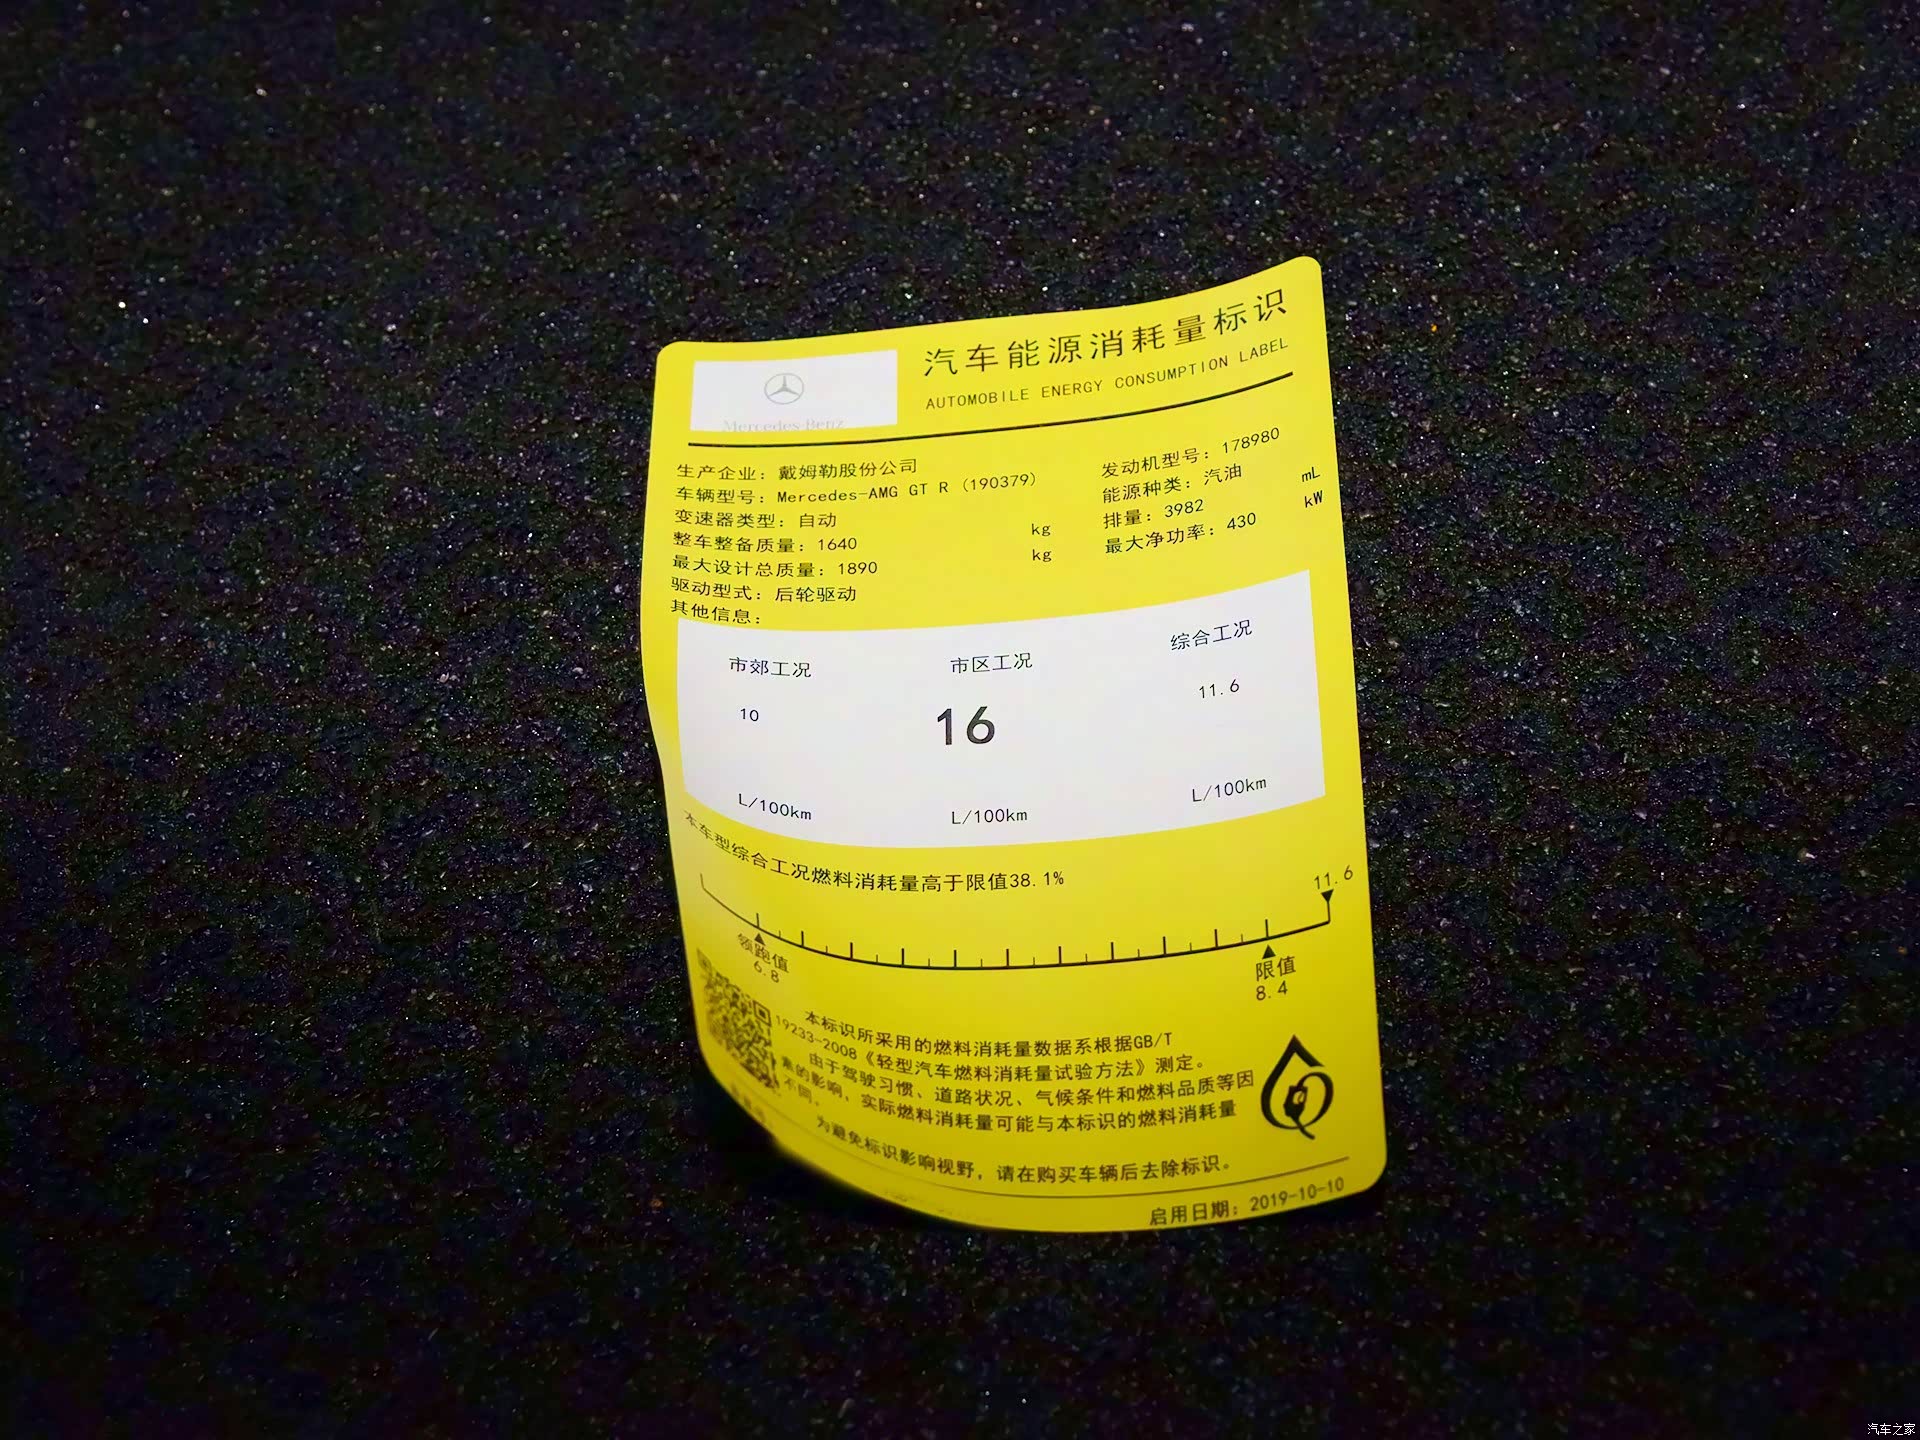 Mercedes-Benz
汽车能源消耗量标识
AUTOMOBILE ENERGY CONSUMPTION LABEL
生产企业：戴姆勒股份公司
车辆型号：Mercedes-AMG GT R (190379)
变速器类型：自动
整车整备质量：1640 kg
最大设计总质量：1890 kg
驱动型式：后轮驱动
其他信息：
发动机型号：178980
能源种类：汽油
排量：3982 mL
最大净功率：430 kW
市郊工况
10
L/100km
市区工况
16
L/100km
综合工况
11.6
L/100km
本车型综合工况燃料消耗量高于限值38.1%
11.6
领跑值
6.8
限值
8.4
本标识所采用的燃料消耗量数据系根据GB/T
19233-2008《轻型汽车燃料消耗量试验方法》测定。
由于驾驶习惯、道路状况、气候条件和燃料品质等因
素的影响，实际燃料消耗量可能与本标识的燃料消耗量
不同。
为避免标识影响视野，请在购买车辆后去除标识。
启用日期：2019-10-10
汽车之家